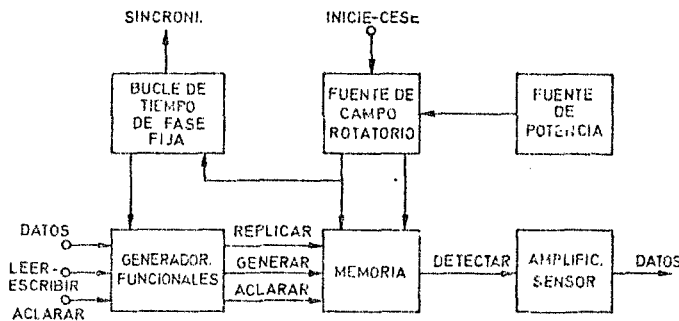 SINCRONI.
INICIE-CESE
BUCLE DE
TIEMPO
DE FASE
FIJA
FUENTE DE
CAMPO
ROTATORIO
FUENTE
DE
POTENCIA
DATOS
LEER-
ESCRIBIR
ACLARAR
GENERADOR.
FUNCIONALES
REPLICAR
GENERAR
ACLARAR
MEMORIA
DETECTAR
AMPLIFIC.
SENSOR
DATOS